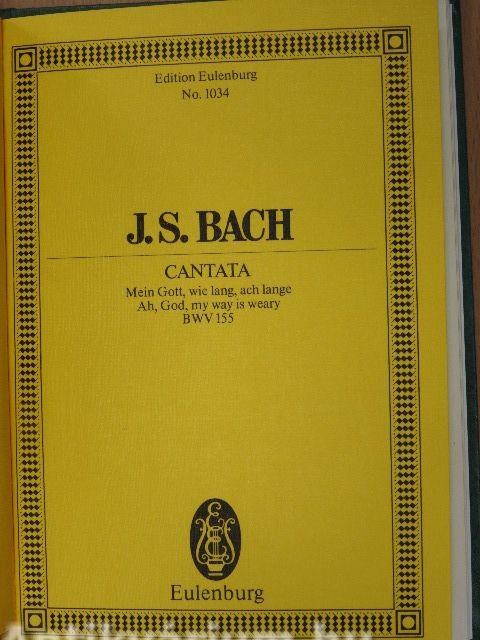 Edition Eulenburg
No. 1034
J. S. BACH
CANTATA
Mein Gott, wie lang, ach lange
Ah, God, my way is weary
BWV 155
Eulenburg